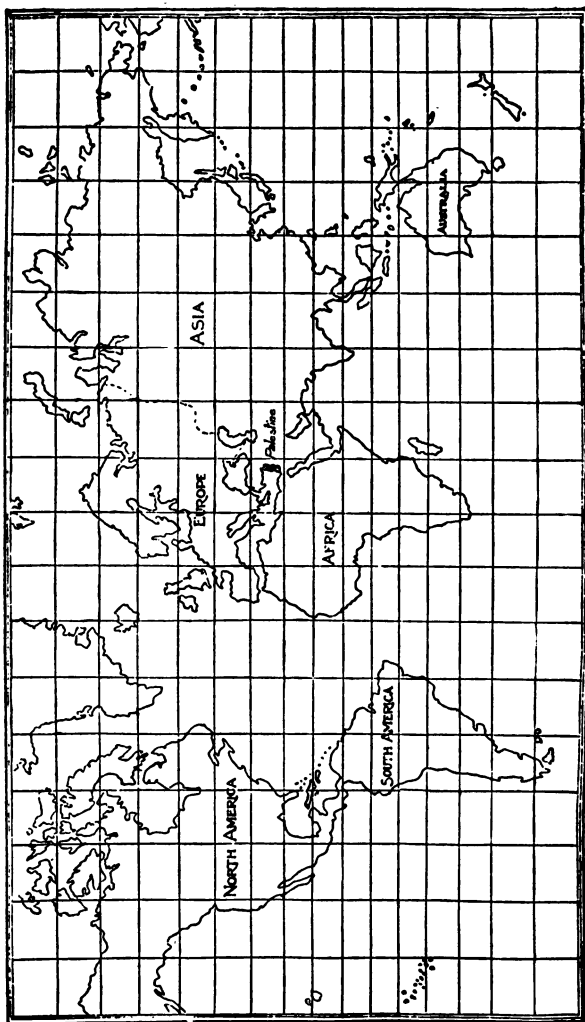 NORTH AMERICA
SOUTH AMERICA
EUROPE
AFRICA
Palestine
ASIA
AUSTRALIA